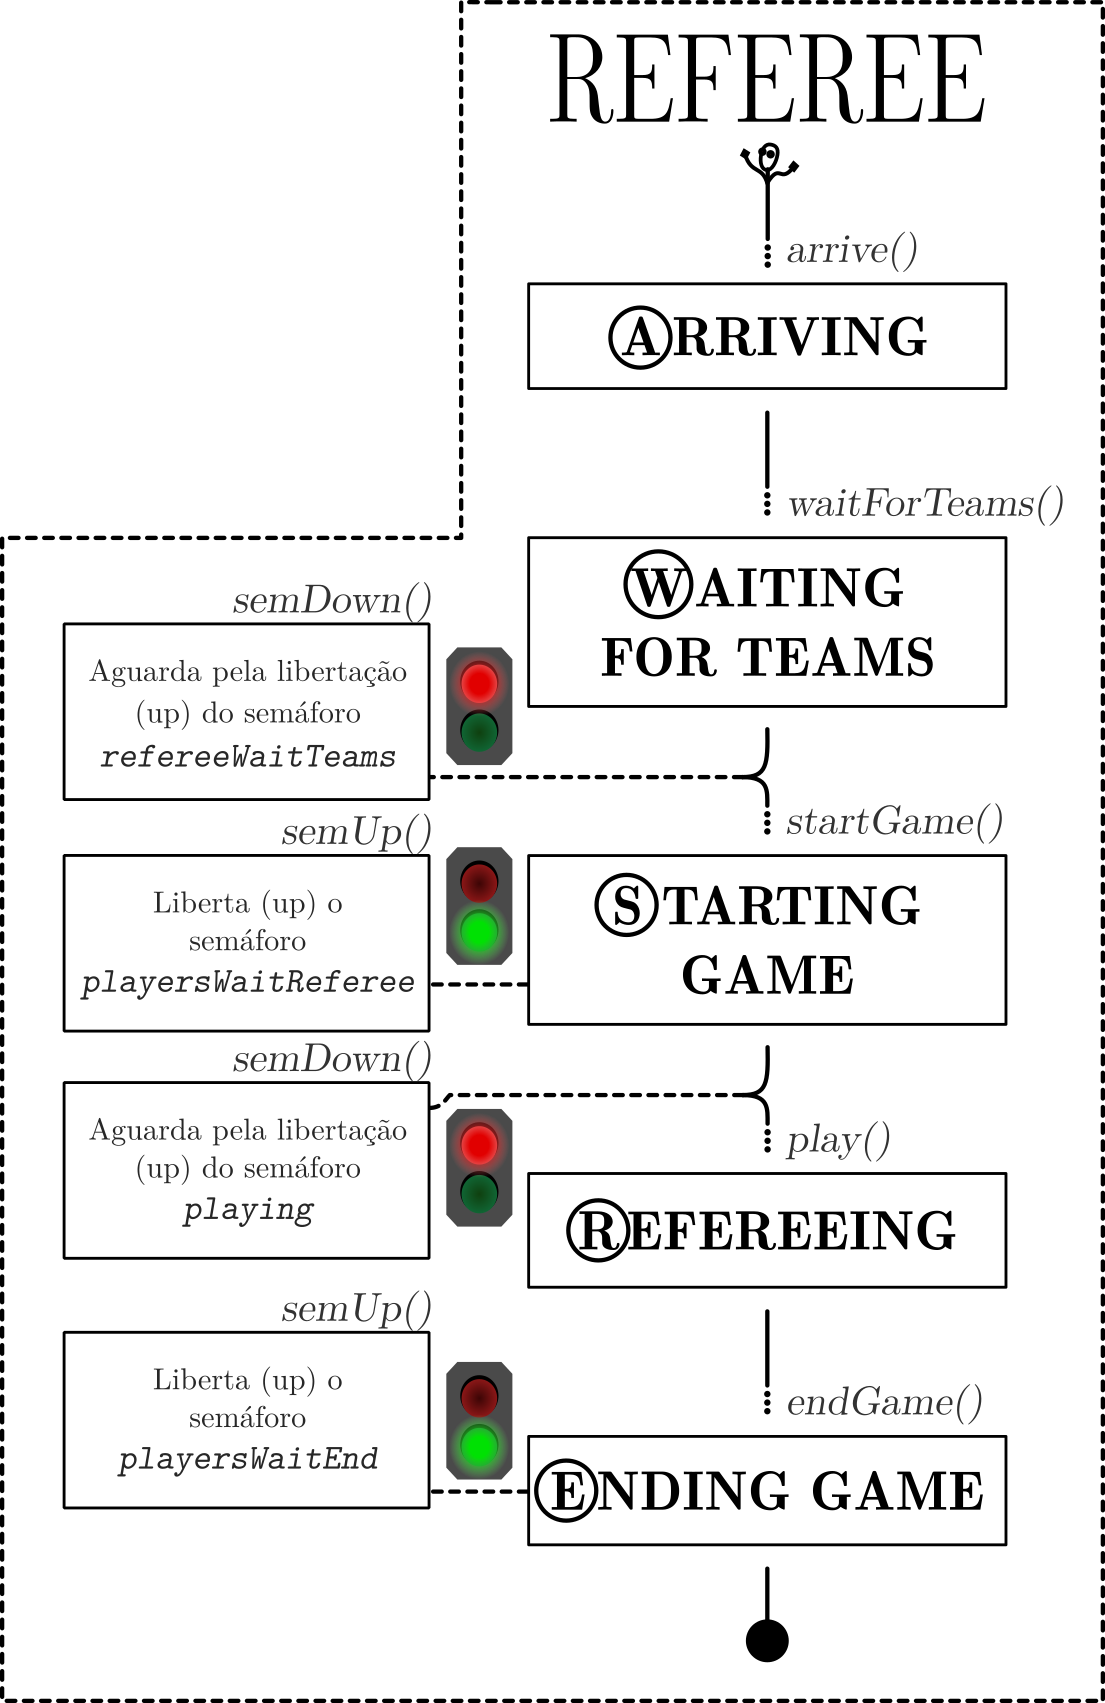 REFEREE
arrive()
ARRIVING
waitForTeams()
WAITING
FOR TEAMS
semDown()
Aguarda pela libertação
(up) do semáforo
refereeWaitTeams
startGame()
semUp()
Liberta (up) o
semáforo
playersWaitReferee
STARTING
GAME
semDown()
Aguarda pela libertação
(up) do semáforo
playing
play()
REFEREEING
semUp()
Liberta (up) o
semáforo
playersWaitEnd
endGame()
ENDING GAME